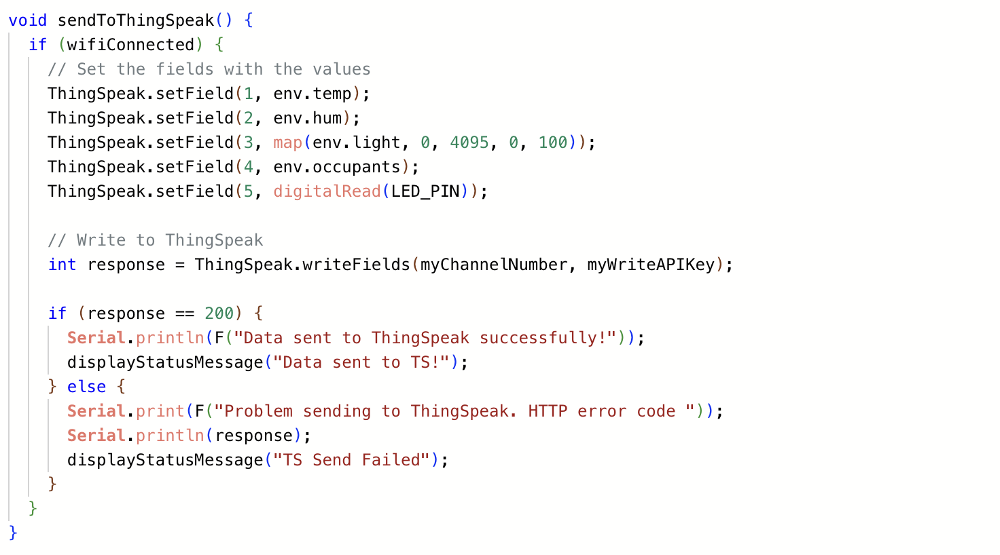 void sendToThingSpeak() {
  if (wifiConnected) {
    // Set the fields with the values
    ThingSpeak.setField(1, env.temp);
    ThingSpeak.setField(2, env.hum);
    ThingSpeak.setField(3, map(env.light, 0, 4095, 0, 100));
    ThingSpeak.setField(4, env.occupants);
    ThingSpeak.setField(5, digitalRead(LED_PIN));

    // Write to ThingSpeak
    int response = ThingSpeak.writeFields(myChannelNumber, myWriteAPIKey);

    if (response == 200) {
      Serial.println(F("Data sent to ThingSpeak successfully!"));
      displayStatusMessage("Data sent to TS!");
    } else {
      Serial.print(F("Problem sending to ThingSpeak. HTTP error code "));
      Serial.println(response);
      displayStatusMessage("TS Send Failed");
    }
  }
}